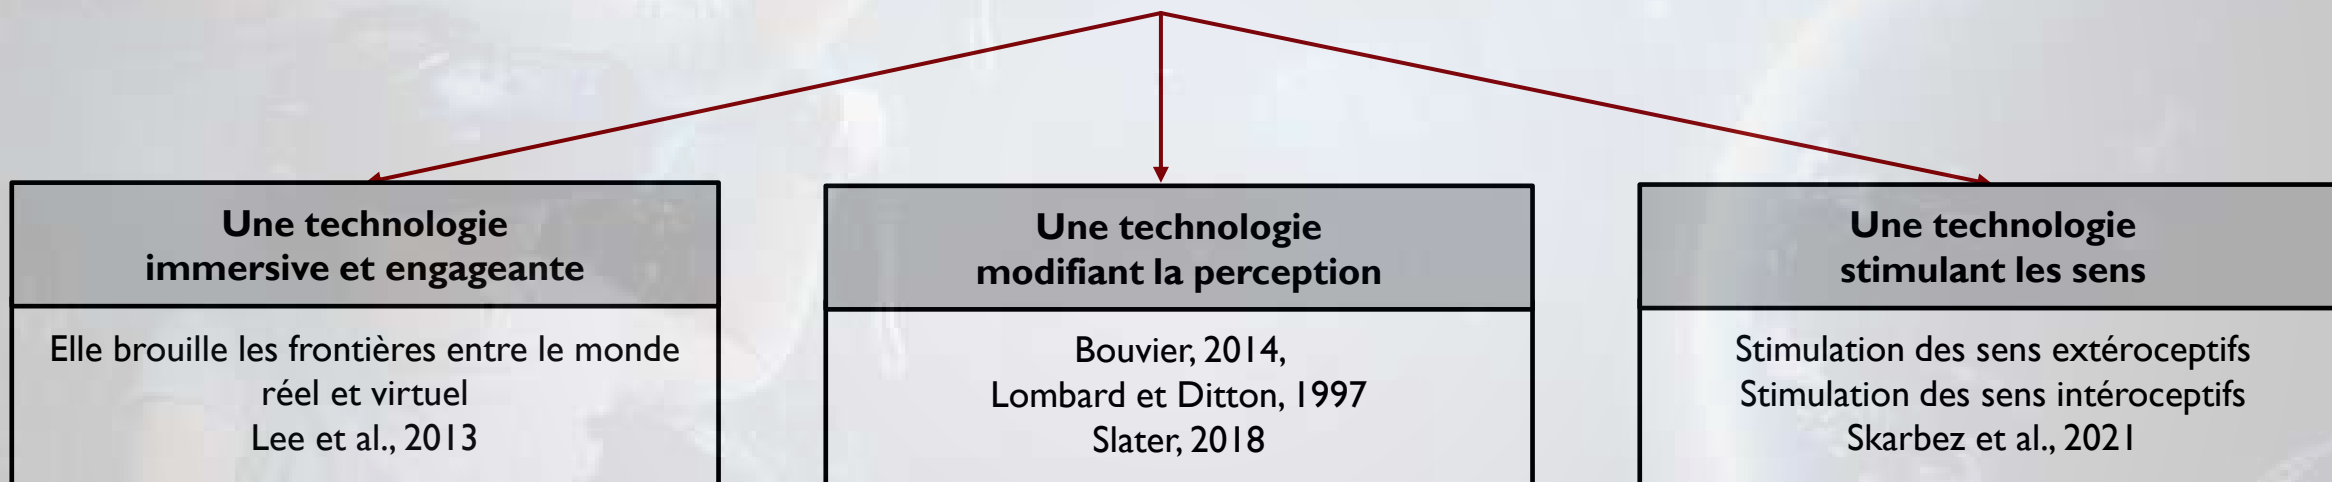 Une technologie
immersive et engageante
Elle brouille les frontières entre le monde
réel et virtuel
Lee et al., 2013
Une technologie
modifiant la perception
Bouvier, 2014,
Lombard et Ditton, 1997
Slater, 2018
Une technologie
stimulant les sens
Stimulation des sens extéroceptifs
Stimulation des sens intéroceptifs
Skarbez et al., 2021